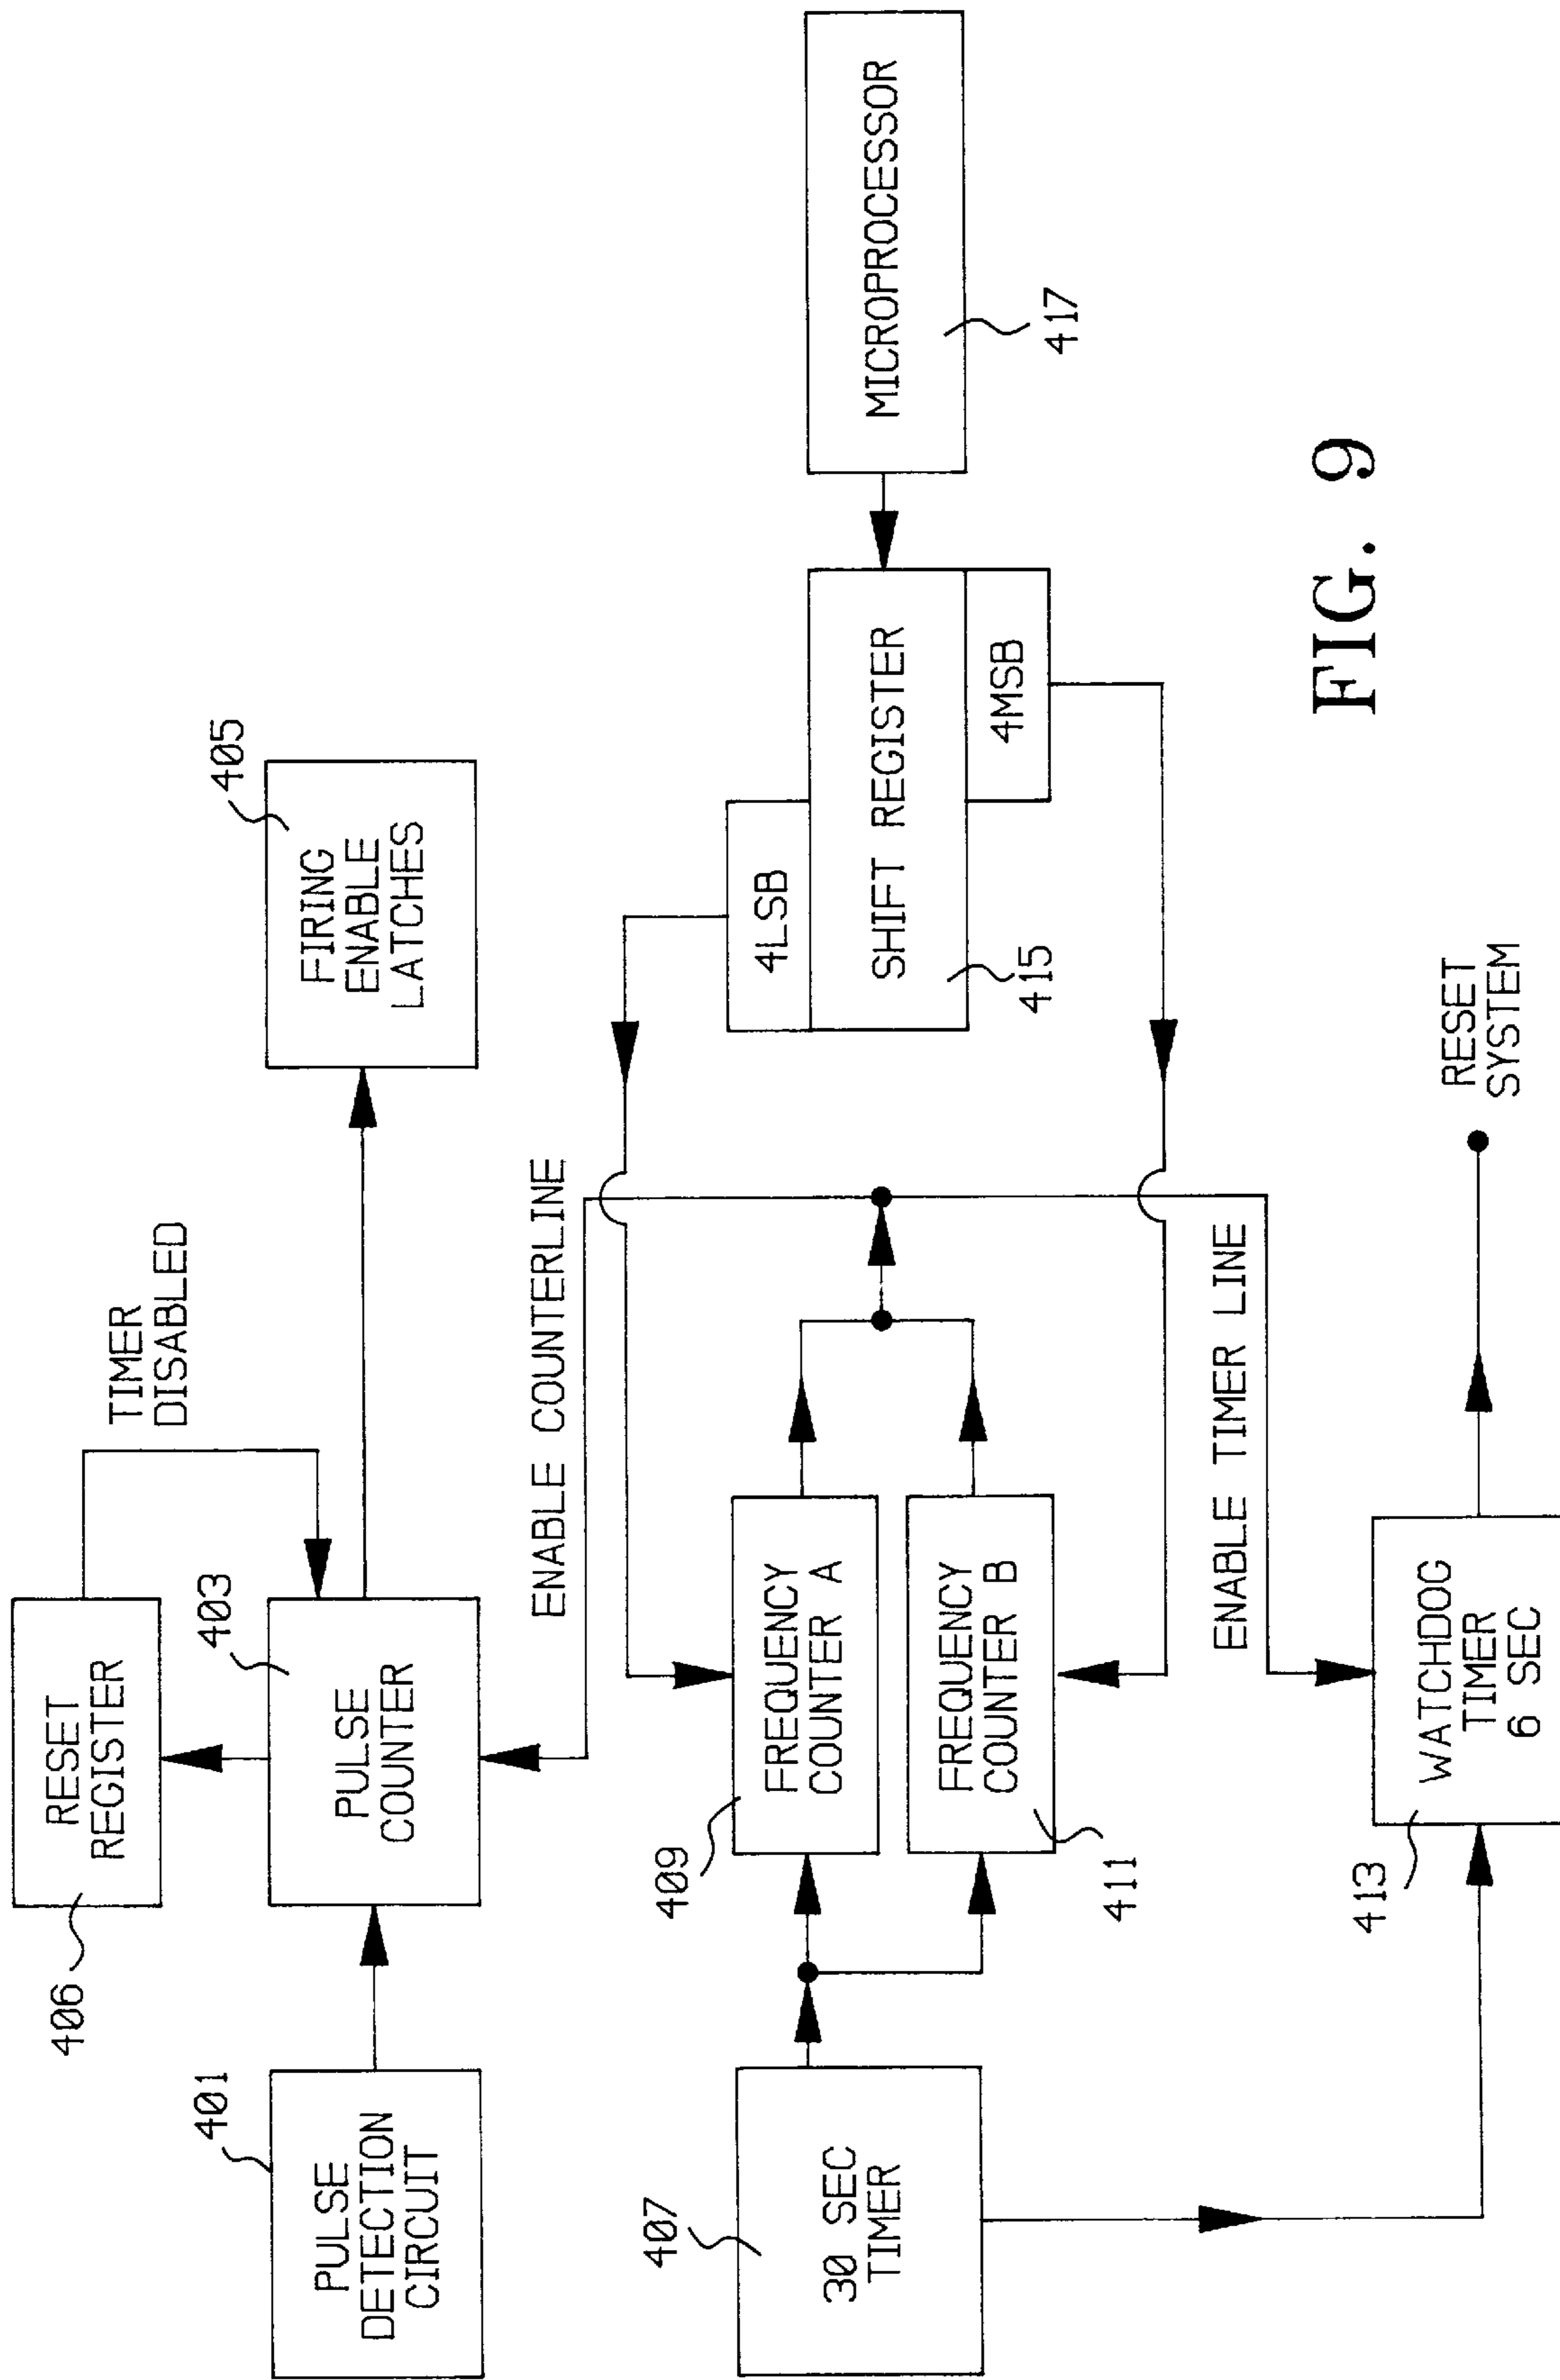 406
RESET
REGISTER
TIMER
DISABLED
401
PULSE
DETECTION
CIRCUIT
403
PULSE
COUNTER
405
FIRING
ENABLE
LATCHES
ENABLE COUNTERLINE
407
30 SEC
TIMER
409
FREQUENCY
COUNTER A
FREQUENCY
COUNTER B
411
4LSB
SHIFT REGISTER
4MSB
415
MICROPROCESSOR
417
ENABLE TIMER LINE
413
WATCHDOG
TIMER
6 SEC
RESET
SYSTEM
FIG. 9